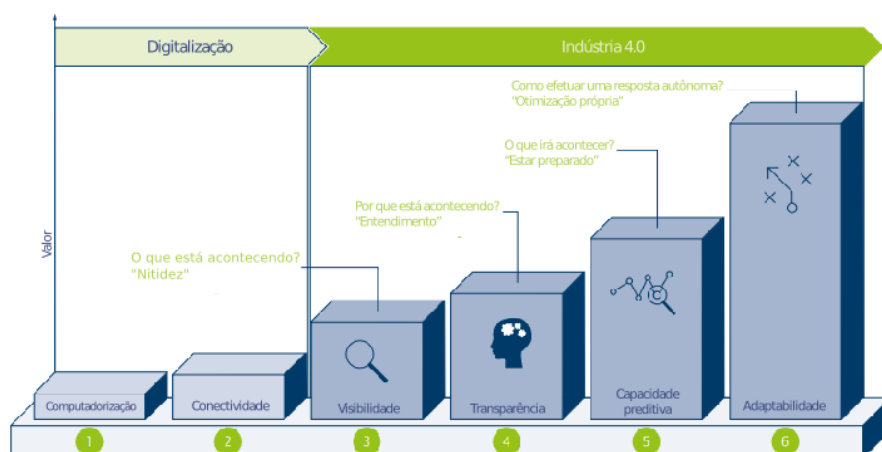 Digitalização
Indústria 4.0
Como efetuar uma resposta autônoma?
"Otimização própria"
O que irá acontecer?
"Estar preparado"
Por que está acontecendo?
"Entendimento"
O que está acontecendo?
"Nitidez"
Valor
Computadorização
Conectividade
Visibilidade
Transparência
Capacidade
preditiva
Adaptabilidade
C
1
2
3
4
5
6